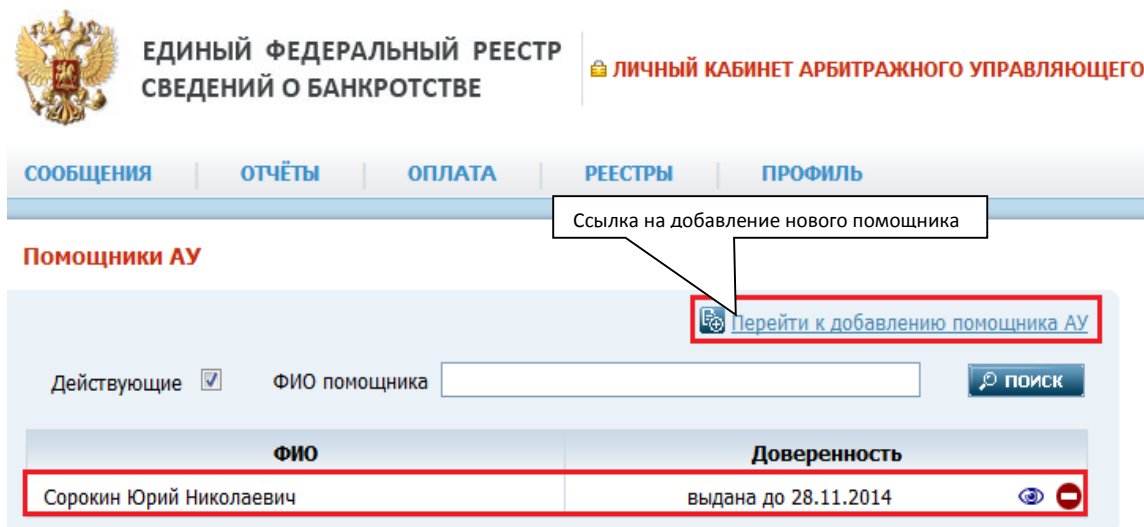 ЕДИНЫЙ ФЕДЕРАЛЬНЫЙ РЕЕСТР
СВЕДЕНИЙ О БАНКРОТСТВЕ
ЛИЧНЫЙ КАБИНЕТ АРБИТРАЖНОГО УПРАВЛЯЮЩЕГО
СООБЩЕНИЯ ОТЧЁТЫ ОПЛАТА РЕЕСТРЫ ПРОФИЛЬ
Ссылка на добавление нового помощника
Помощники АУ
Перейти к добавлению помощника АУ
Действующие ФИО помощника ПОИСК
ФИО Доверенность
Сорокин Юрий Николаевич выдана до 28.11.2014